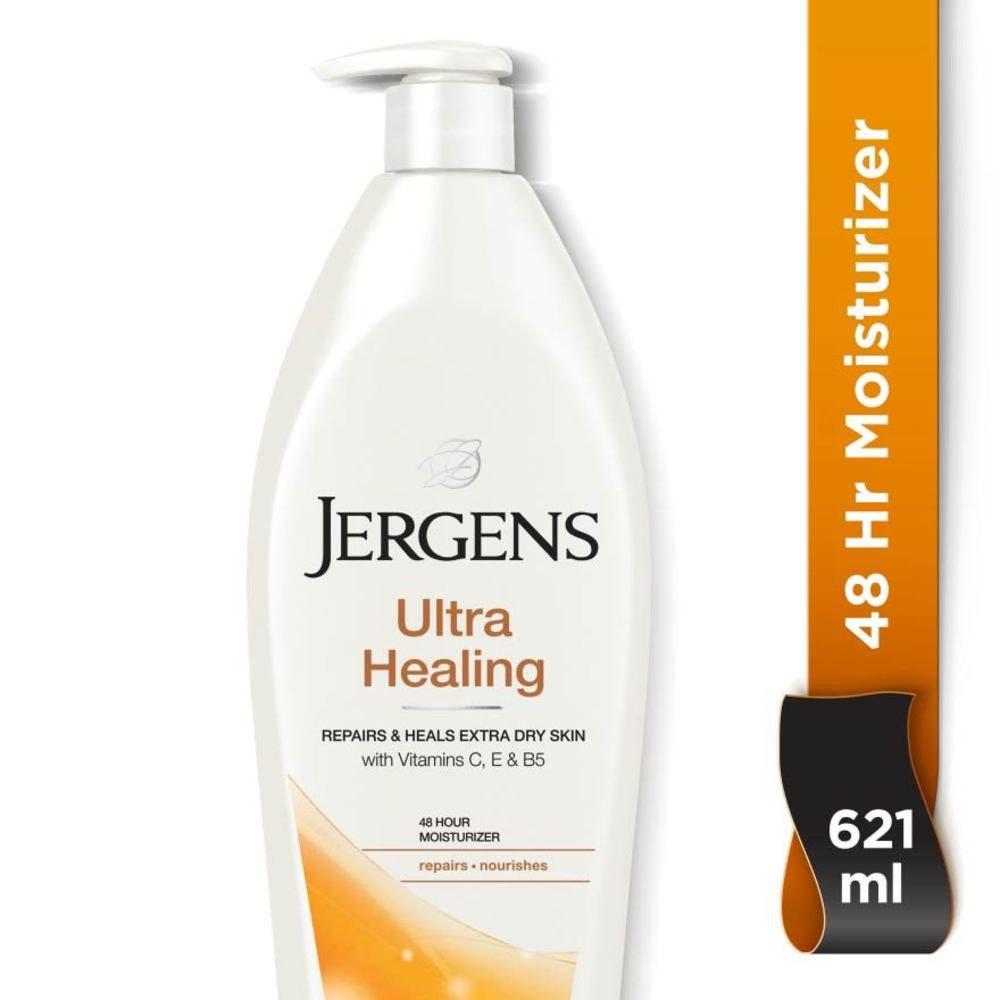 JERGENS
Ultra
Healing
REPAIRS & HEALS EXTRA DRY SKIN
with Vitamins C, E & B5
48 HOUR
MOISTURIZER
repairs • nourishes
48 Hr Moisturizer
621
ml